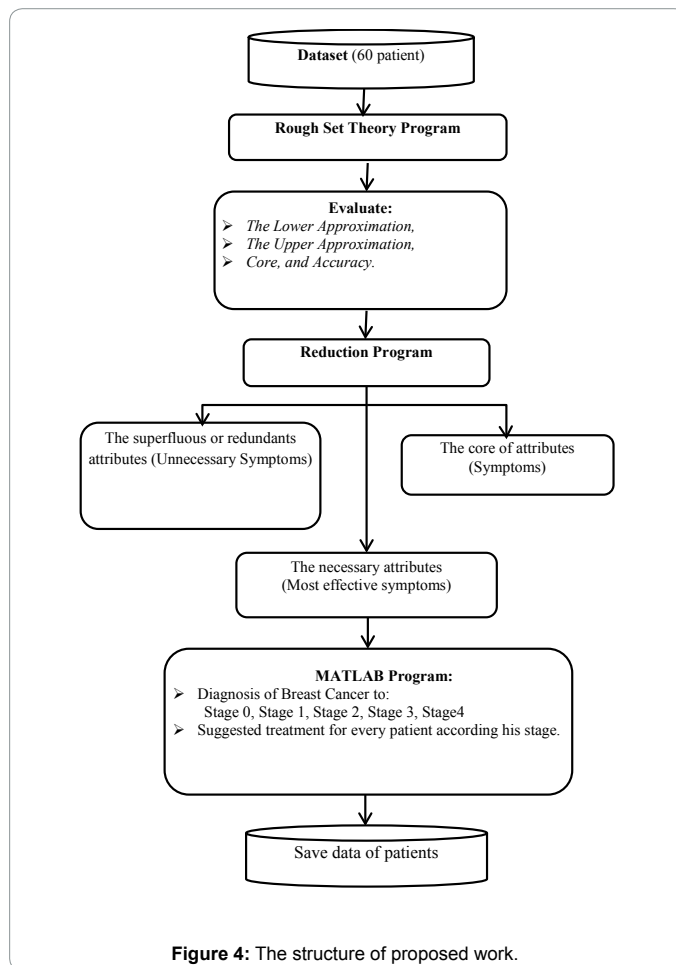 Dataset (60 patient)
Rough Set Theory Program
Evaluate:
➢ The Lower Approximation,
➢ The Upper Approximation,
➢ Core, and Accuracy.
Reduction Program
The superfluous or redundants
attributes (Unnecessary Symptoms)
The core of attributes
(Symptoms)
The necessary attributes
(Most effective symptoms)
MATLAB Program:
➢ Diagnosis of Breast Cancer to:
Stage 0, Stage 1, Stage 2, Stage 3, Stage4
➢ Suggested treatment for every patient according his stage.
Save data of patients
Figure 4: The structure of proposed work.